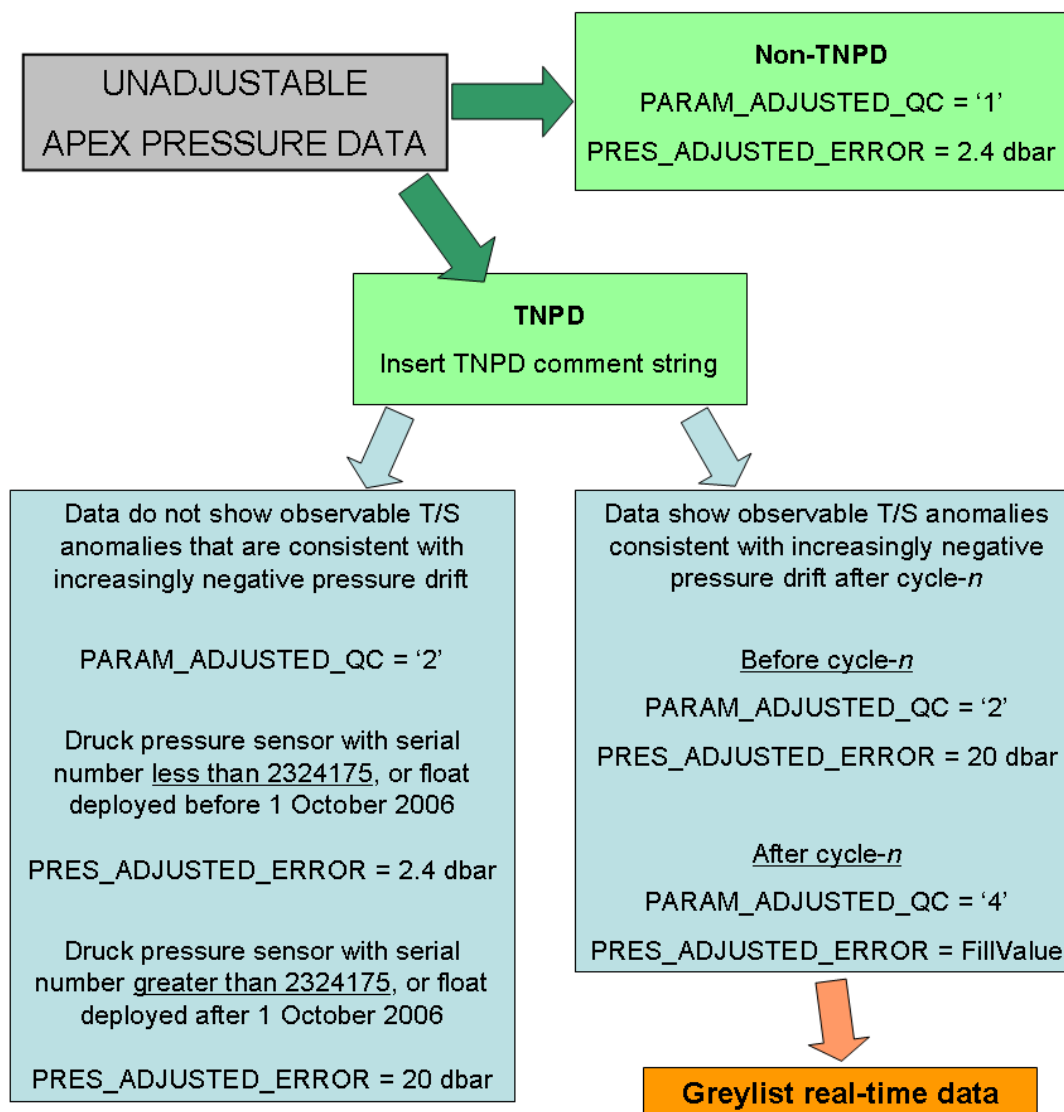 UNADJUSTABLE
APEX PRESSURE DATA
Non-TNPD
PARAM_ADJUSTED_QC = ‘1’
PRES_ADJUSTED_ERROR = 2.4 dbar
TNPD
Insert TNPD comment string
Data do not show observable T/S
anomalies that are consistent with
increasingly negative pressure drift
PARAM_ADJUSTED_QC = ‘2’
Druck pressure sensor with serial
number less than 2324175, or float
deployed before 1 October 2006
PRES_ADJUSTED_ERROR = 2.4 dbar
Druck pressure sensor with serial
number greater than 2324175, or float
deployed after 1 October 2006
PRES_ADJUSTED_ERROR = 20 dbar
Data show observable T/S anomalies
consistent with increasingly negative
pressure drift after cycle-n
Before cycle-n
PARAM_ADJUSTED_QC = ‘2’
PRES_ADJUSTED_ERROR = 20 dbar
After cycle-n
PARAM_ADJUSTED_QC = ‘4’
PRES_ADJUSTED_ERROR = FillValue
Greylist real-time data